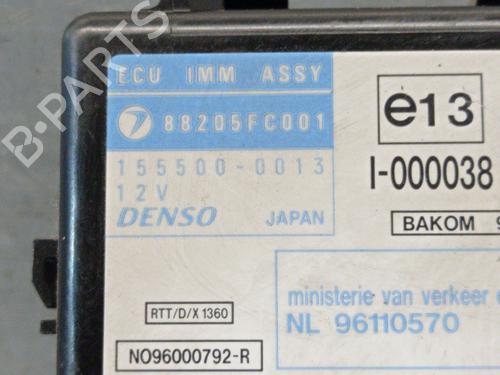 ECU IMM ASSY
88205FC001
155500-0013
12V
DENSO JAPAN
e13
I-000038
BAKOM 9
ministerie van verkeer
NL 96110570
RTT/D/X 1360
NO96000792-R
B-PARTS